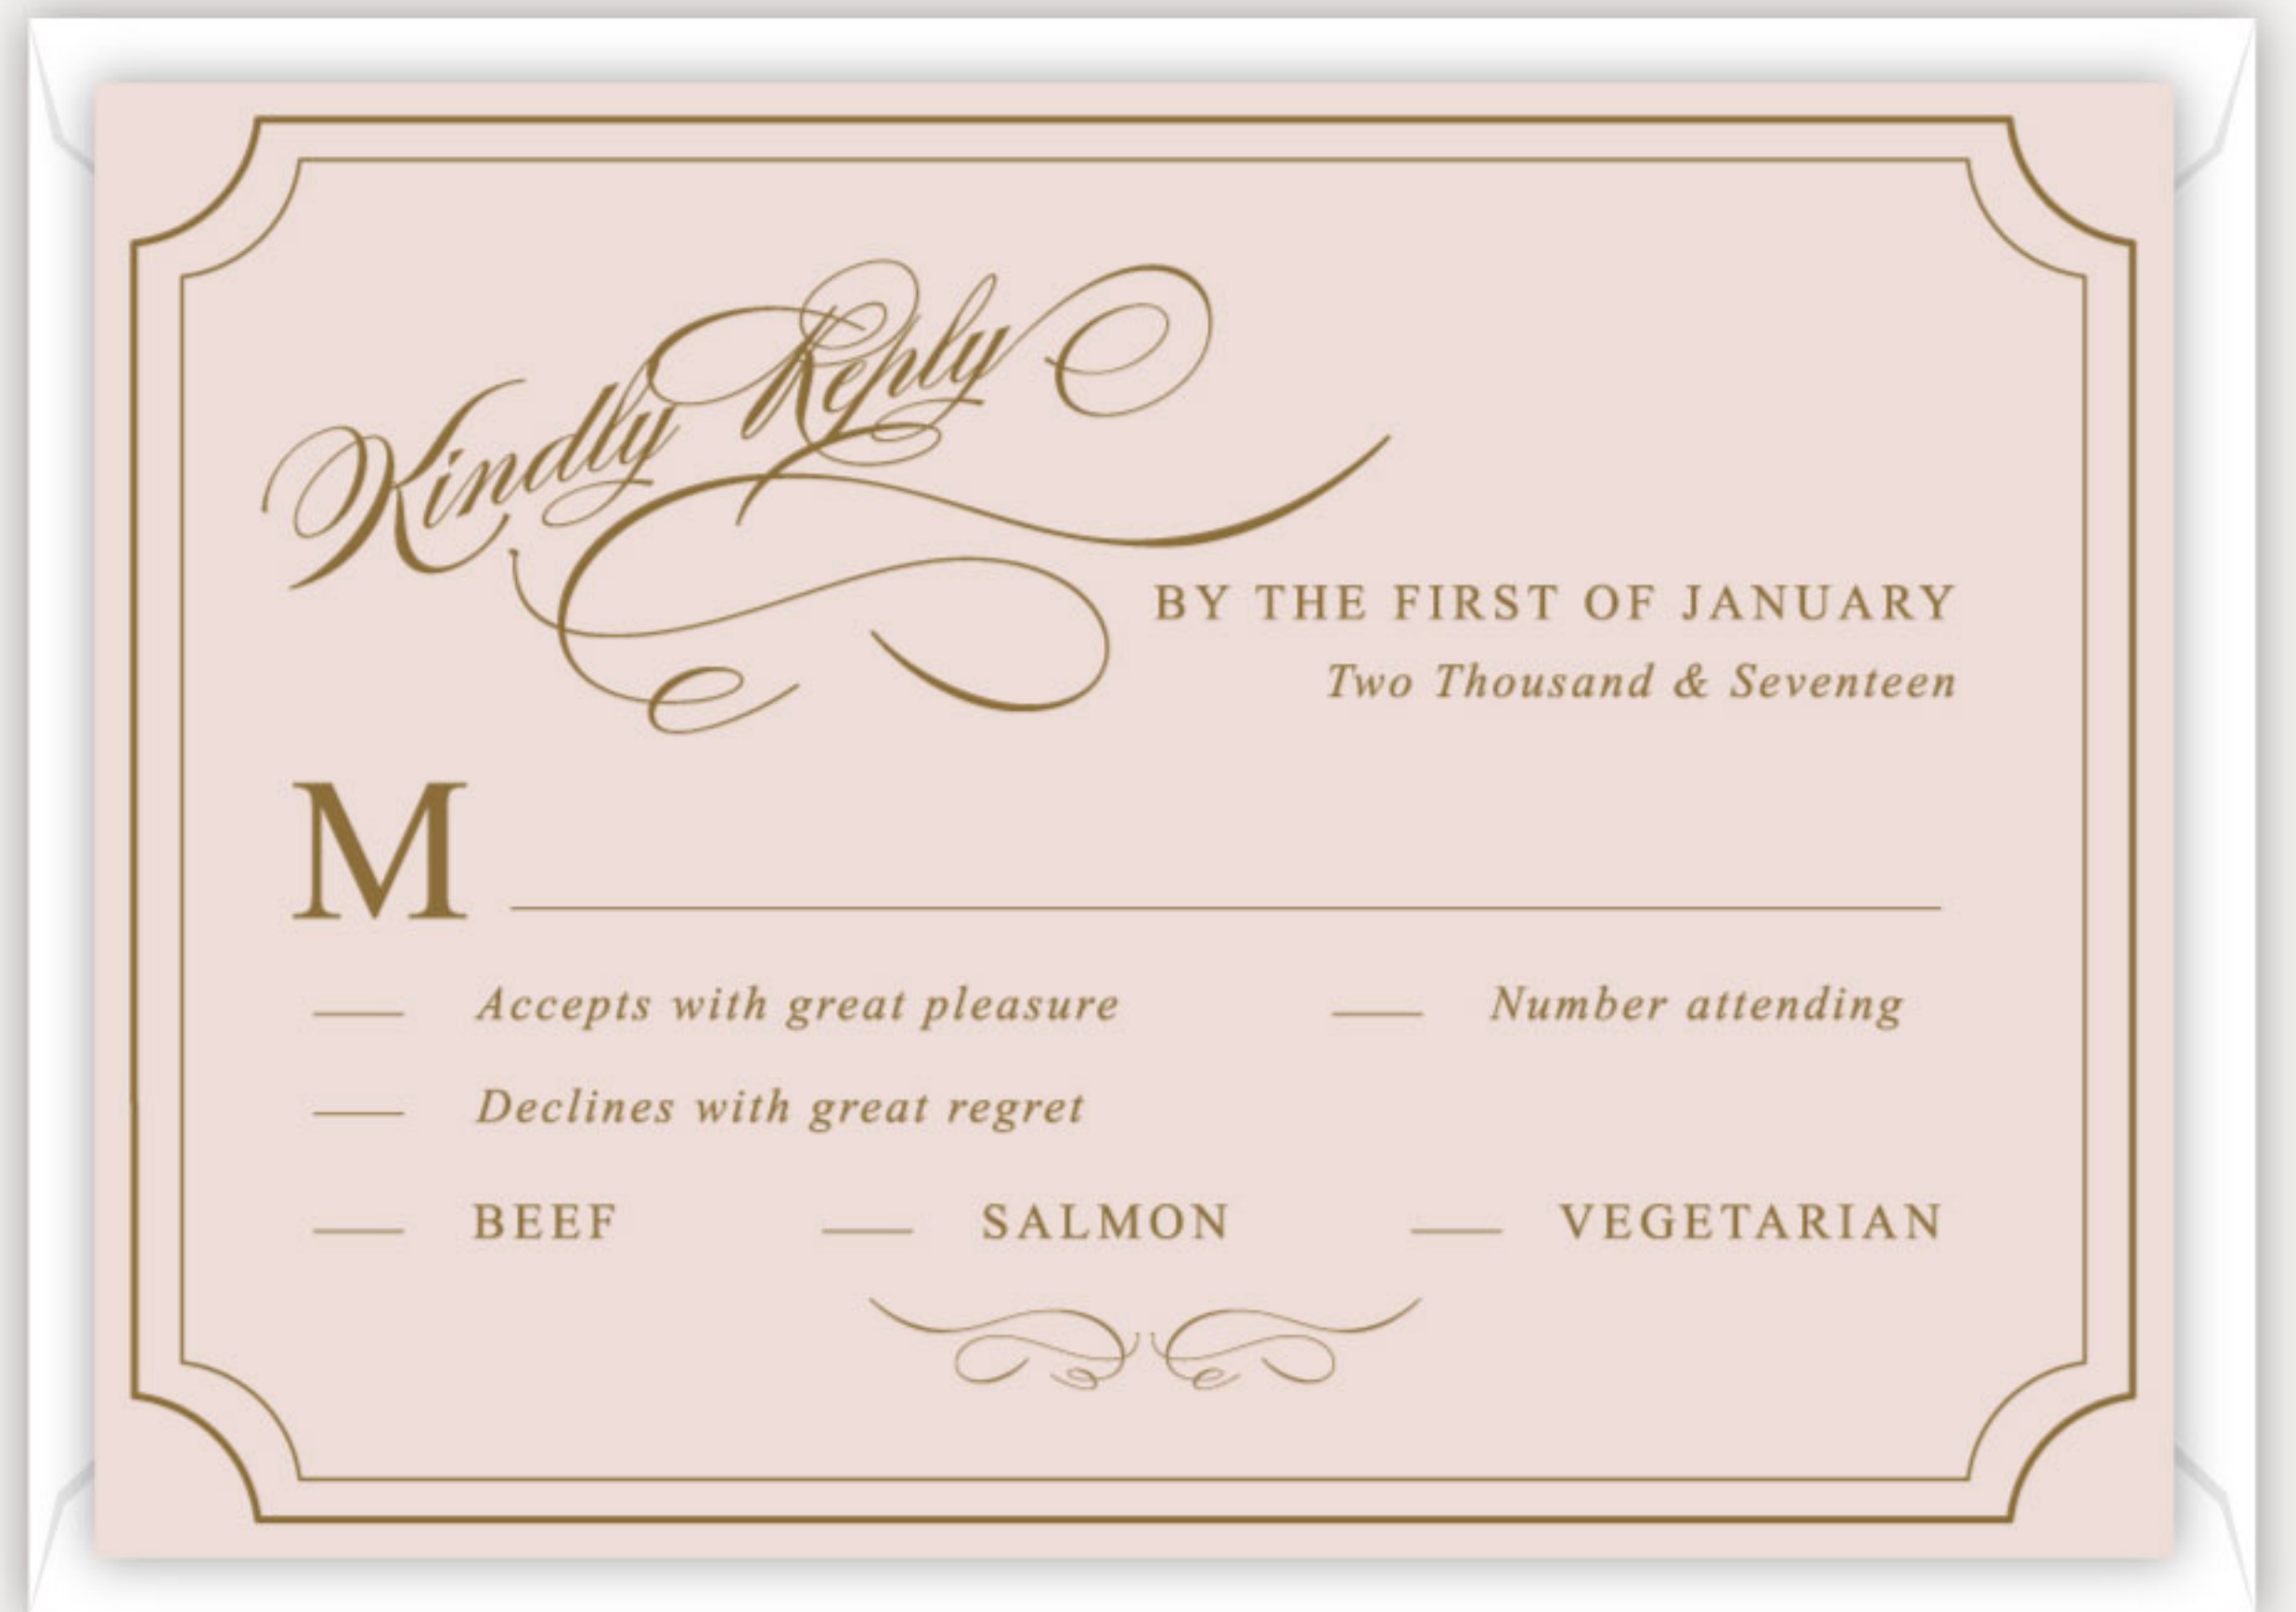 Kindly Reply
BY THE FIRST OF JANUARY
Two Thousand & Seventeen
M
Accepts with great pleasure
Number attending
Declines with great regret
BEEF SALMON VEGETARIAN